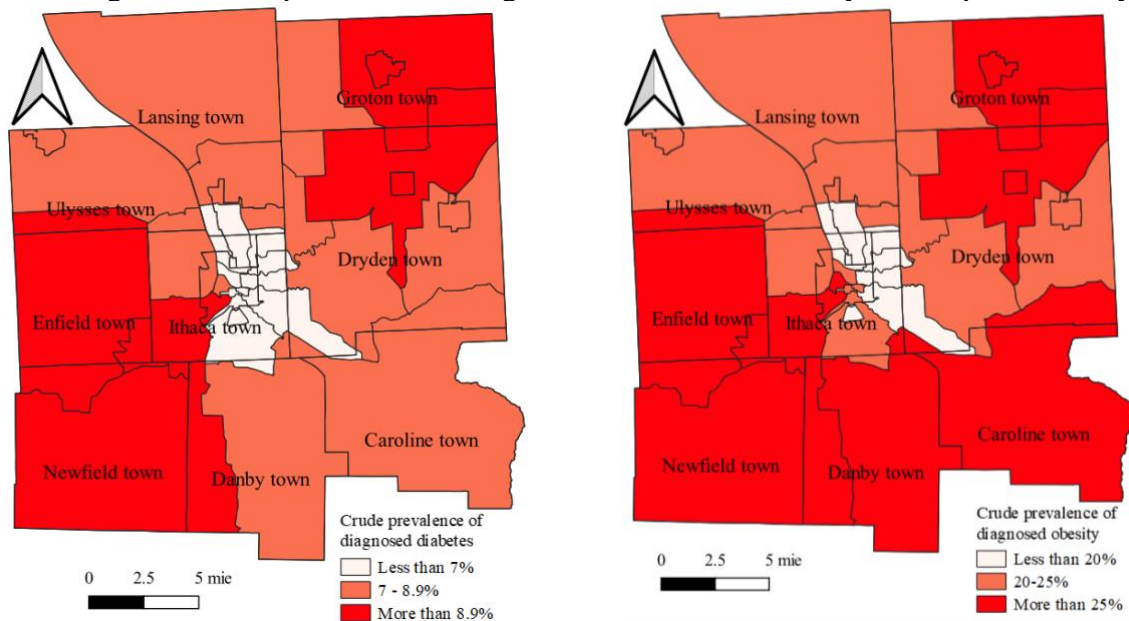 Lansing town
Groton town
Ulysses town
Dryden town
Enfield town
Ithaca town
Caroline town
Newfield town
Danby town
Crude prevalence of
diagnosed diabetes
Less than 7%
7 - 8.9%
More than 8.9%
0 2.5 5 mie
Lansing town
Groton town
Ulysses town
Dryden town
Enfield town
Ithaca town
Caroline town
Newfield town
Danby town
Crude prevalence of
diagnosed obesity
Less than 20%
20-25%
More than 25%
0 2.5 5 mie